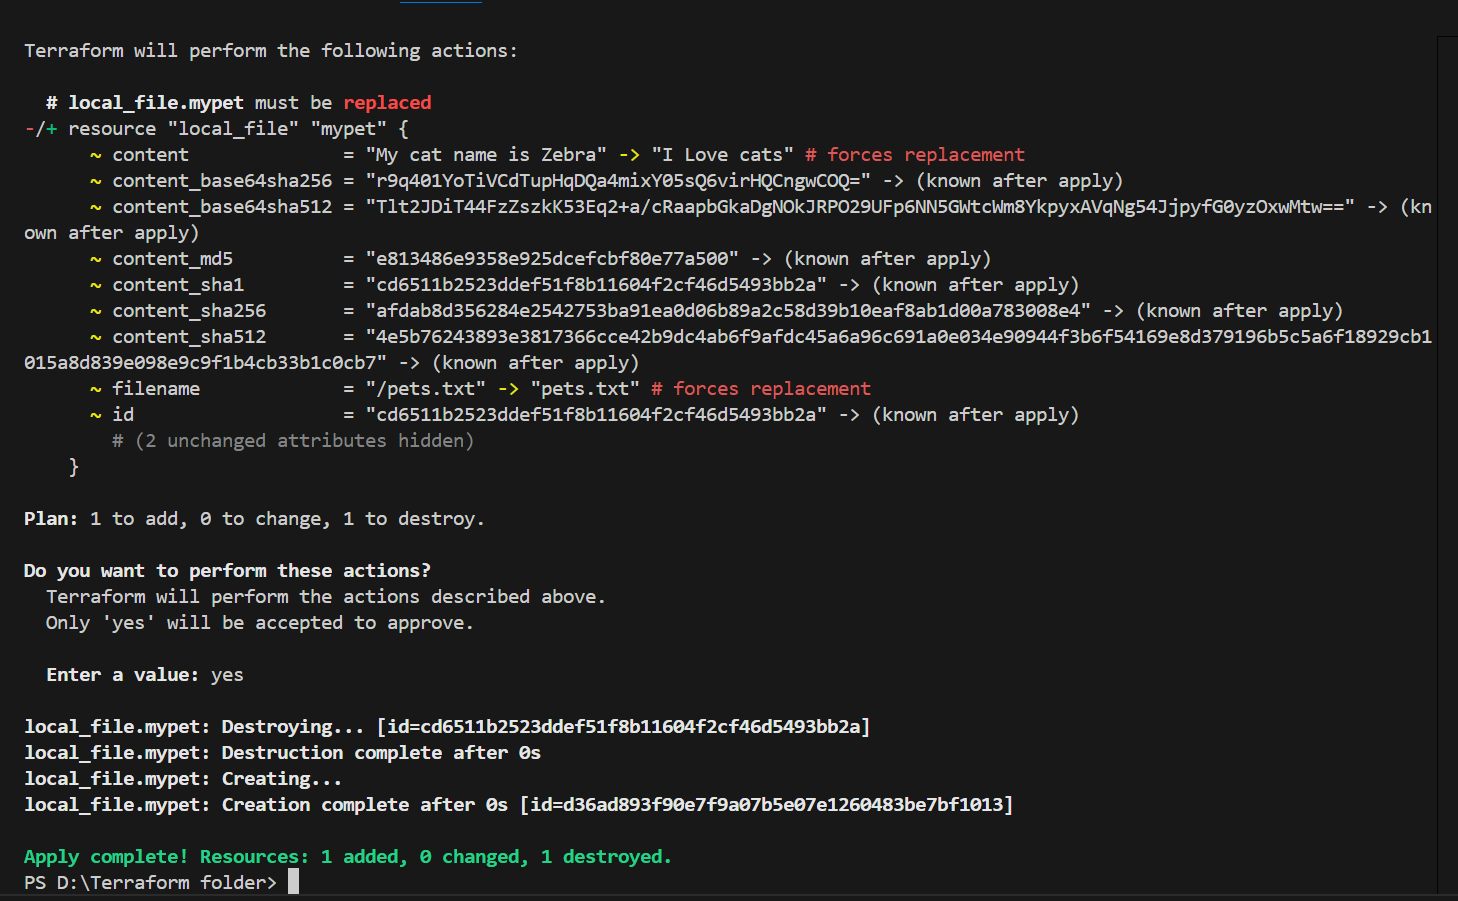 Terraform will perform the following actions:
# local_file.mypet must be replaced
-/+ resource "local_file" "mypet" {
~ content = "My cat name is Zebra" -> "I Love cats" # forces replacement
~ content_base64sha256 = "r9q401YoTiVCdTupHqDQa4mixY05sQ6virHQCngwCOQ=" -> (known after apply)
~ content_base64sha512 = "Tlt2JDiT44FzZszkK53Eq2+a/cRaapbGkaDgNOkJRPO29UFp6NN5GWtcWm8YkpyxAVqNg54JjpyfG0yzOxwMtw==" -> (kn
own after apply)
~ content_md5 = "e813486e9358e925dcefcbf80e77a500" -> (known after apply)
~ content_sha1 = "cd6511b2523ddef51f8b11604f2cf46d5493bb2a" -> (known after apply)
~ content_sha256 = "afdab8d356284e2542753ba91ea0d06b89a2c58d39b10eaf8ab1d00a783008e4" -> (known after apply)
~ content_sha512 = "4e5b76243893e3817366cce42b9dc4ab6f9afdc45a6a96c691a0e034e90944f3b6f54169e8d379196b5c5a6f18929cb1
015a8d839e098e9c9f1b4cb33b1c0cb7" -> (known after apply)
~ filename = "/pets.txt" -> "pets.txt" # forces replacement
~ id = "cd6511b2523ddef51f8b11604f2cf46d5493bb2a" -> (known after apply)
# (2 unchanged attributes hidden)
}
Plan: 1 to add, 0 to change, 1 to destroy.
Do you want to perform these actions?
Terraform will perform the actions described above.
Only 'yes' will be accepted to approve.
Enter a value: yes
local_file.mypet: Destroying... [id=cd6511b2523ddef51f8b11604f2cf46d5493bb2a]
local_file.mypet: Destruction complete after 0s
local_file.mypet: Creating...
local_file.mypet: Creation complete after 0s [id=d36ad893f90e7f9a07b5e07e1260483be7bf1013]
Apply complete! Resources: 1 added, 0 changed, 1 destroyed.
PS D:\Terraform folder>